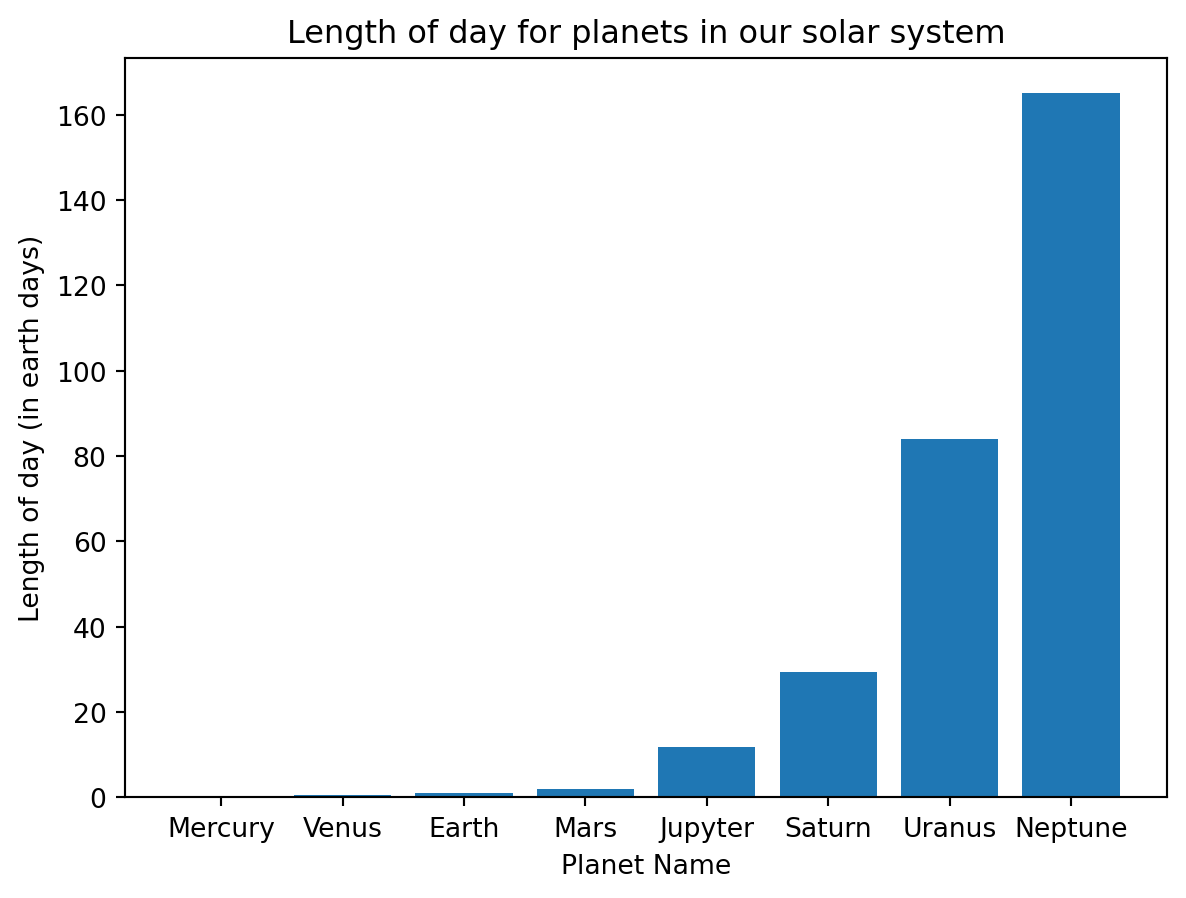 Length of day for planets in our solar system
160
140
120
100
80
60
40
20
0
Length of day (in earth days)
Mercury Venus Earth Mars Jupyter Saturn Uranus Neptune
Planet Name